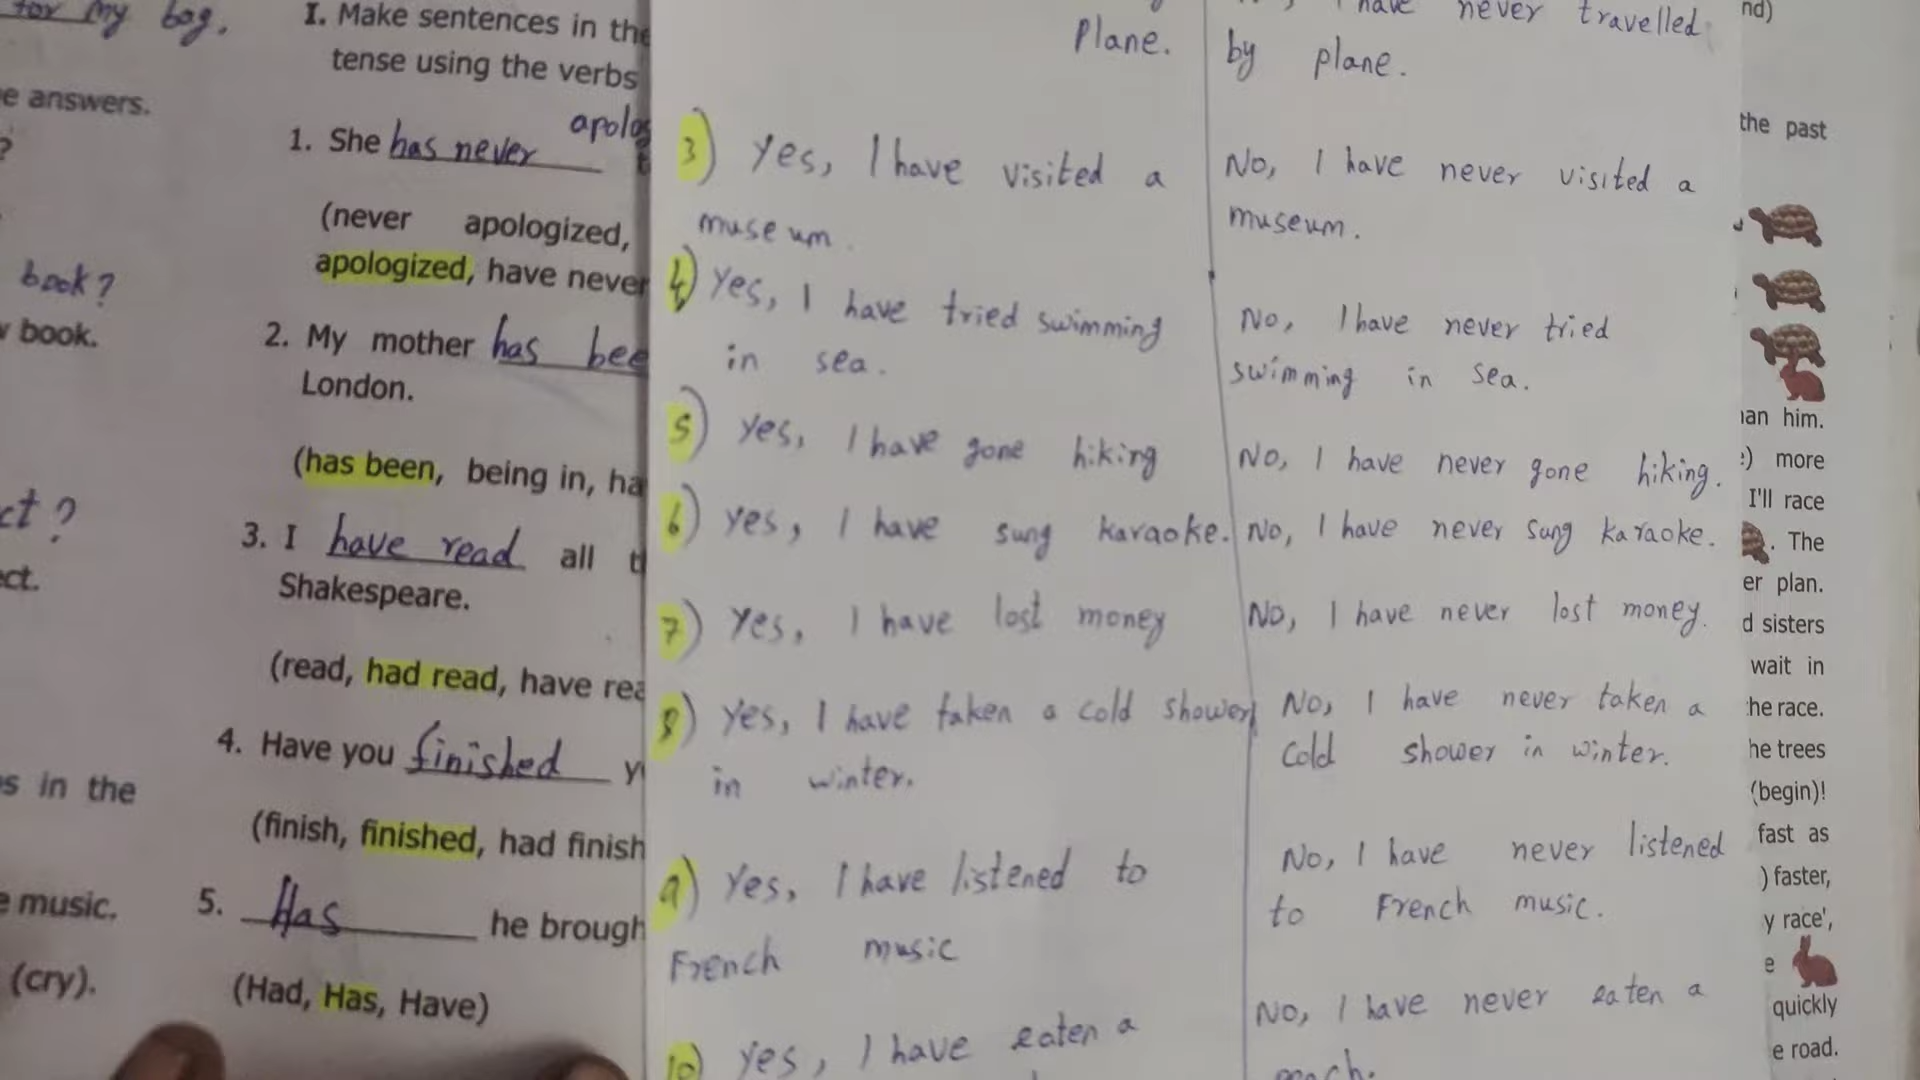 for my bag.
e answers.
?
book?
book.
ct?
ect.
s in the
e music.
(cry).
I. Make sentences in the
tense using the verbs
1. She has never
(never apologized,
apologized, have never
2. My mother has bee
London.
(has been, being in, ha
3. I have read all t
Shakespeare.
(read, had read, have rea
4. Have you finished y
(finish, finished, had finish
5. Has he brough
(Had, Has, Have)
plane.
3) Yes, I have visited a
museum.
4) Yes, I have tried swimming
in sea.
5) Yes, I have gone hiking
6) Yes, I have sung karaoke.
7) Yes, I have lost money
8) Yes, I have taken a cold shower
in winter.
9) Yes, I have listened to
French music
10) Yes, I have eaten a
I have never travelled
by plane.
No, I have never visited a
museum.
No, I have never tried
swimming in sea.
No, I have never gone hiking.
No, I have never sung karaoke.
No, I have never lost money.
No, I have never taken a
cold shower in winter.
No, I have never listened
to French music.
No, I have never eaten a
nd)
the past
an him.
more
I'll race
. The
er plan.
d sisters
wait in
he race.
he trees
(begin)!
fast as
) faster,
y race',
e
quickly
e road.